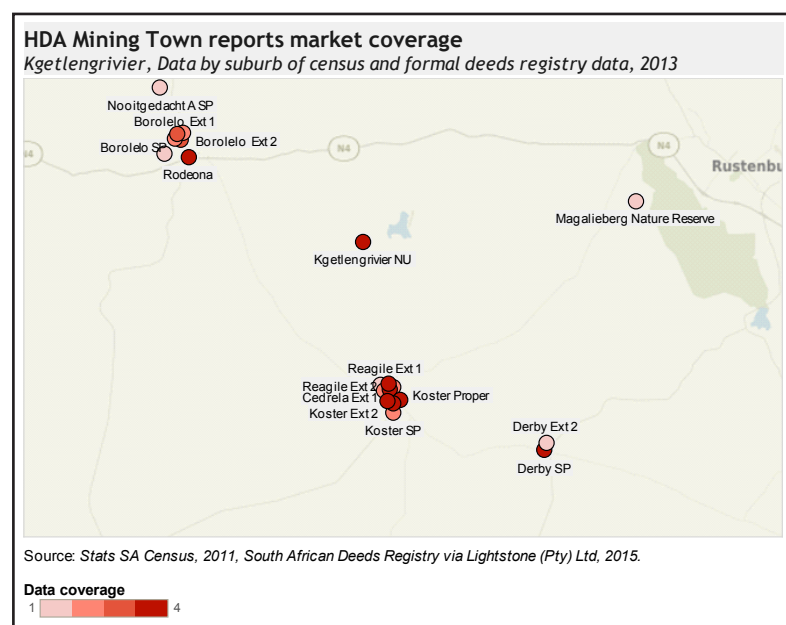 HDA Mining Town reports market coverage
Kgetlengrivier, Data by suburb of census and formal deeds registry data, 2013
Nooitgedacht A SP
Borolelo Ext 1
Borolelo Ext 2
Borolelo SP
Rodeona
N4
N4
N4
Rustenbu
Magalieberg Nature Reserve
Kgetlengrivier NU
Reagile Ext 1
Reagile Ext 2
Cedrela Ext 1
Koster Proper
Koster Ext 2
Koster SP
Derby Ext 2
Derby SP
Source: Stats SA Census, 2011, South African Deeds Registry via Lightstone (Pty) Ltd, 2015.
Data coverage
1 4